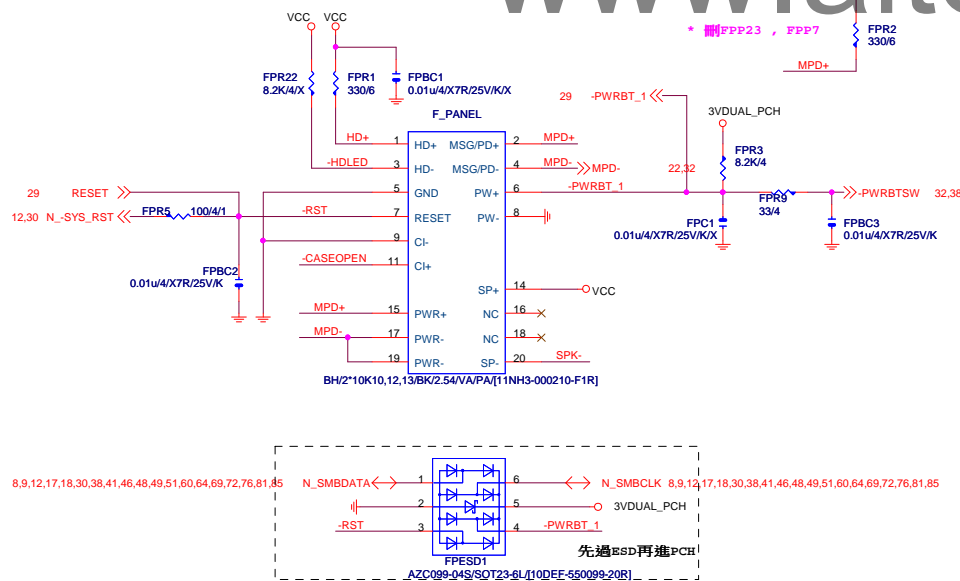 VCC VCC
* 刪FPP23 , FPP7
FPR2
330/6
MPD+
FPR22
8.2K/4/X
FPR1
330/6
FPBC1
0.01u/4/X7R/25V/K/X
29 -PWRBT_1
3VDUAL_PCH
F_PANEL
HD+ 1 HD+ MSG/PD+ 2 MPD+
-HDLED 3 HD- MSG/PD- 4 MPD- MPD- 22,32
FPR3
8.2K/4
5 GND PW+ 6 -PWRBT_1
29 RESET
-PWRBTSW 32,38
12,30 N_-SYS_RST FPR5 100/4/1 -RST 7 RESET PW- 8
FPR9
33/4
FPC1
0.01u/4/X7R/25V/K/X
FPBC3
0.01u/4/X7R/25V/K
9 CI-
-CASEOPEN 11 CI+
FPBC2
0.01u/4/X7R/25V/K
SP+ 14 VCC
MPD+ 15 PWR+ NC 16
MPD- 17 PWR- NC 18
19 PWR- SP- 20 SPK-
BH/2*10K10,12,13/BK/2.54/VA/PA/[11NH3-000210-F1R]
8,9,12,17,18,30,38,41,46,48,49,51,60,64,69,72,76,81,85 N_SMBDATA 1 6 N_SMBCLK 8,9,12,17,18,30,38,41,46,48,49,51,60,64,69,72,76,81,85
2 5 3VDUAL_PCH
-RST 3 4 -PWRBT_1
先過ESD再進PCH
FPESD1
AZC099-04S/SOT23-6L/[10DEF-550099-20R]